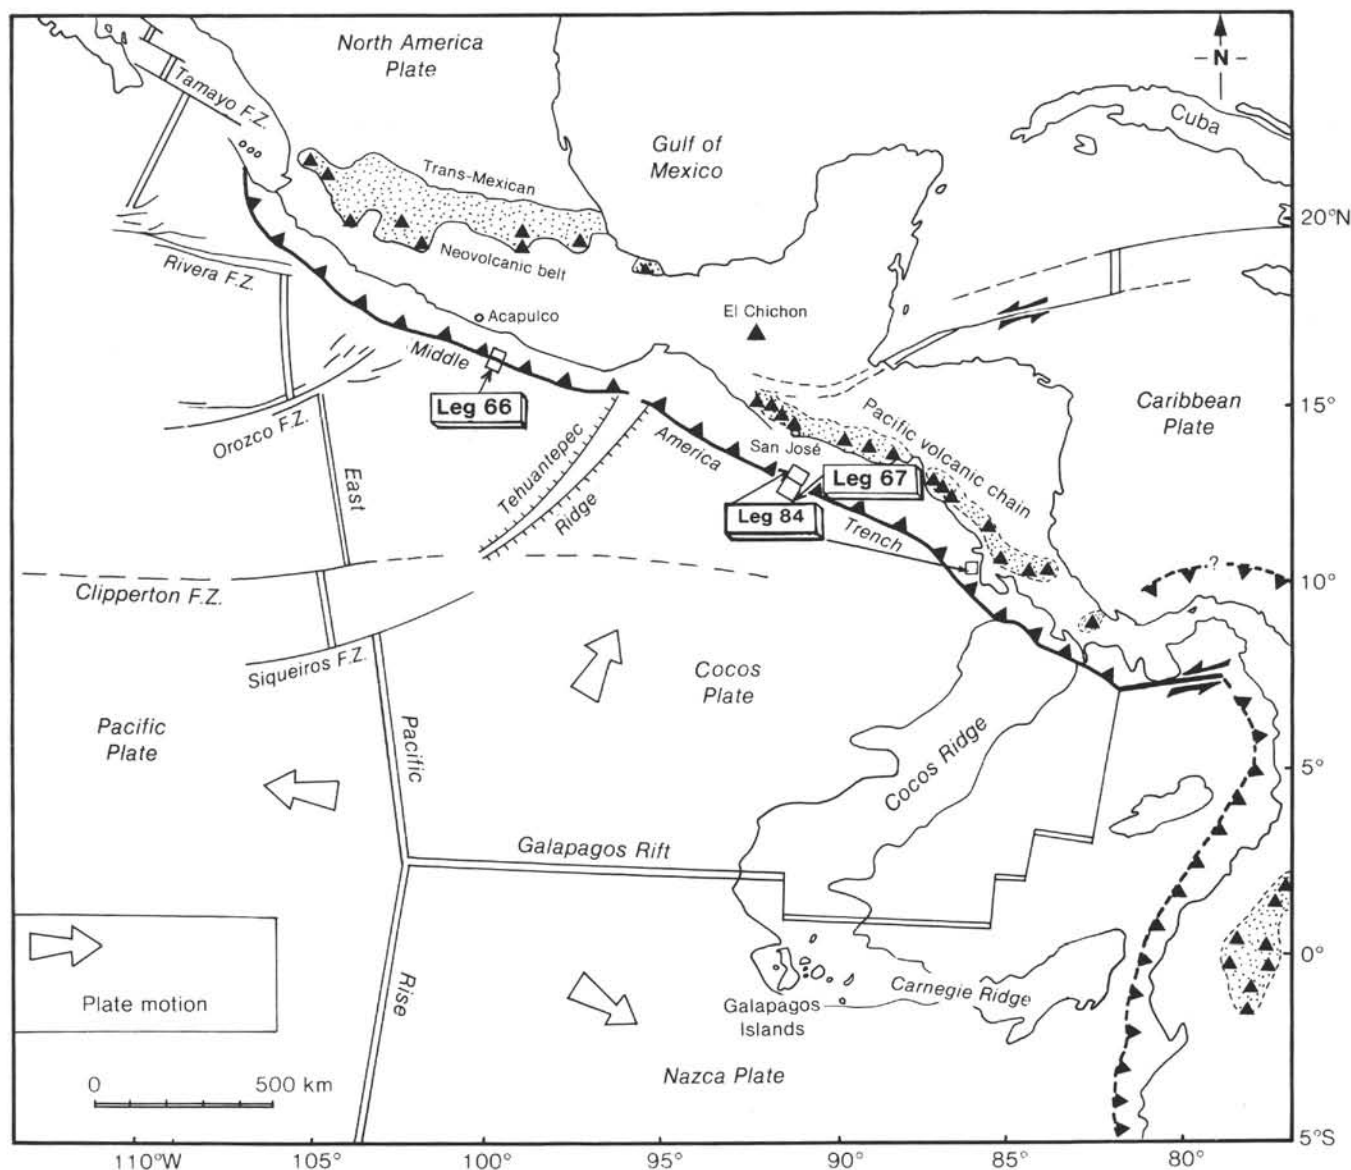 North America
Plate
N
Tamayo F.Z.
Cuba
Gulf of
Mexico
Trans-Mexican
20°N
Neovolcanic belt
Rivera F.Z.
El Chichon
Acapulco
Middle
Leg 66
Caribbean
Plate
15°
Orozco F.Z.
Pacific volcanic chain
America
San José
East
Tehuantepec
Ridge
Leg 67
Leg 84
Trench
?
10°
Clipperton F.Z.
Siqueiros F.Z.
Cocos
Plate
Pacific
Plate
Pacific
Cocos Ridge
5°
Galapagos Rift
0°
Plate motion
Rise
Carnegie Ridge
Galapagos
Islands
Nazca Plate
0 500 km
5°S
110°W 105° 100° 95° 90° 85° 80°